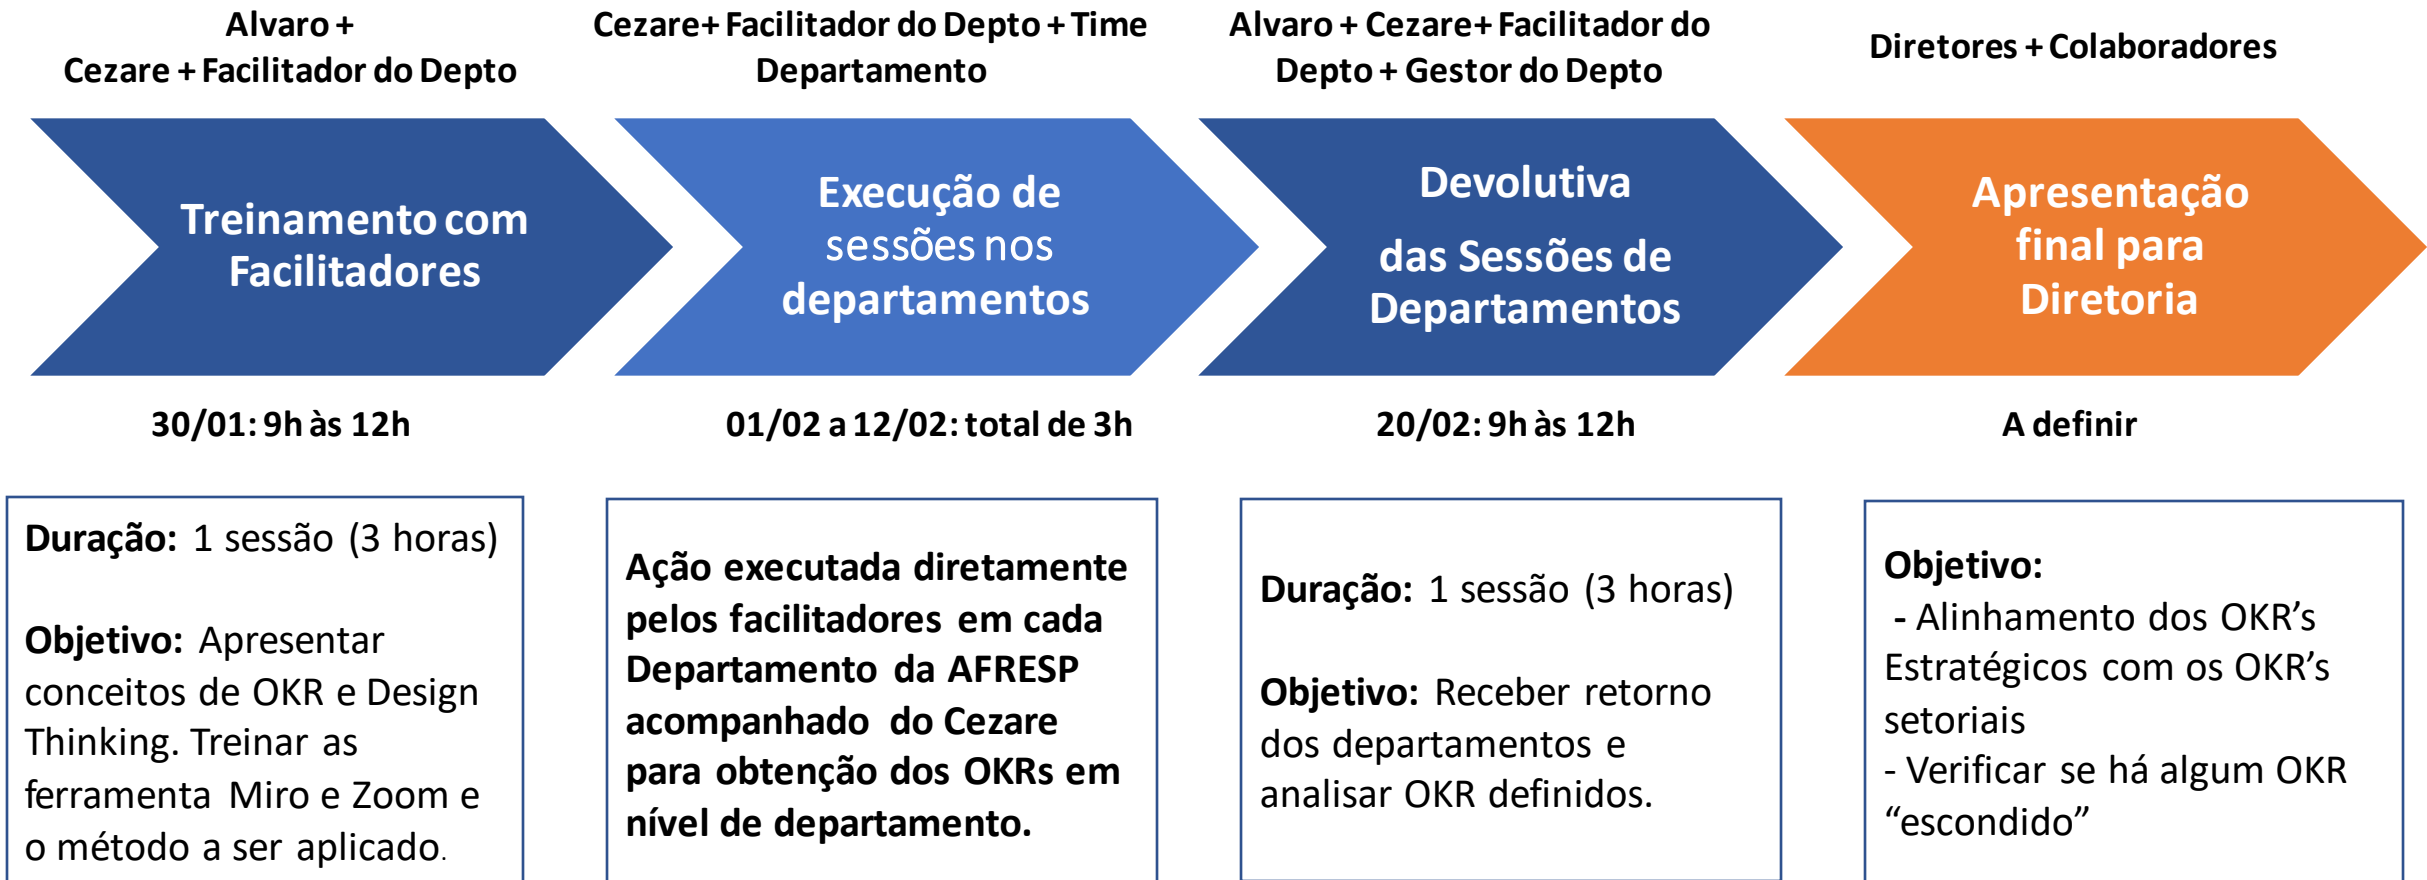 Alvaro +
Cezare + Facilitador do Depto
Cezare+ Facilitador do Depto + Time
Departamento
Alvaro + Cezare+ Facilitador do
Depto + Gestor do Depto
Diretores + Colaboradores
Treinamento com
Facilitadores
Execução de
sessões nos
departamentos
Devolutiva
das Sessões de
Departamentos
Apresentação
final para
Diretoria
30/01: 9h às 12h
01/02 a 12/02: total de 3h
20/02: 9h às 12h
A definir
Duração: 1 sessão (3 horas)
Objetivo: Apresentar
conceitos de OKR e Design
Thinking. Treinar as
ferramenta Miro e Zoom e
o método a ser aplicado.
Ação executada diretamente
pelos facilitadores em cada
Departamento da AFRESP
acompanhado do Cezare
para obtenção dos OKRs em
nível de departamento.
Duração: 1 sessão (3 horas)
Objetivo: Receber retorno
dos departamentos e
analisar OKR definidos.
Objetivo:
- Alinhamento dos OKR’s
Estratégicos com os OKR’s
setoriais
- Verificar se há algum OKR
“escondido”